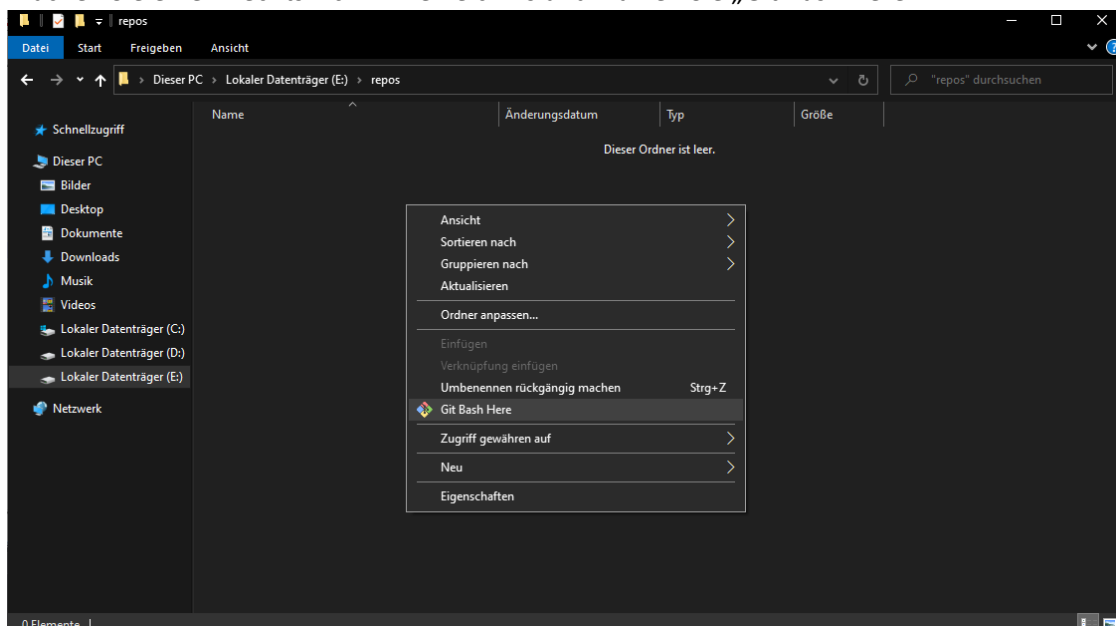 repos
Datei Start Freigeben Ansicht
Dieser PC > Lokaler Datenträger (E:) > repos
"repos" durchsuchen
Name Änderungsdatum Typ Größe
Dieser Ordner ist leer.
Schnellzugriff
Dieser PC
Bilder
Desktop
Dokumente
Downloads
Musik
Videos
Lokaler Datenträger (C:)
Lokaler Datenträger (D:)
Lokaler Datenträger (E:)
Netzwerk
Ansicht
Sortieren nach
Gruppieren nach
Aktualisieren
Ordner anpassen...
Einfügen
Verknüpfung einfügen
Umbenennen rückgängig machen Strg+Z
Git Bash Here
Zugriff gewähren auf
Neu
Eigenschaften
0 Elemente